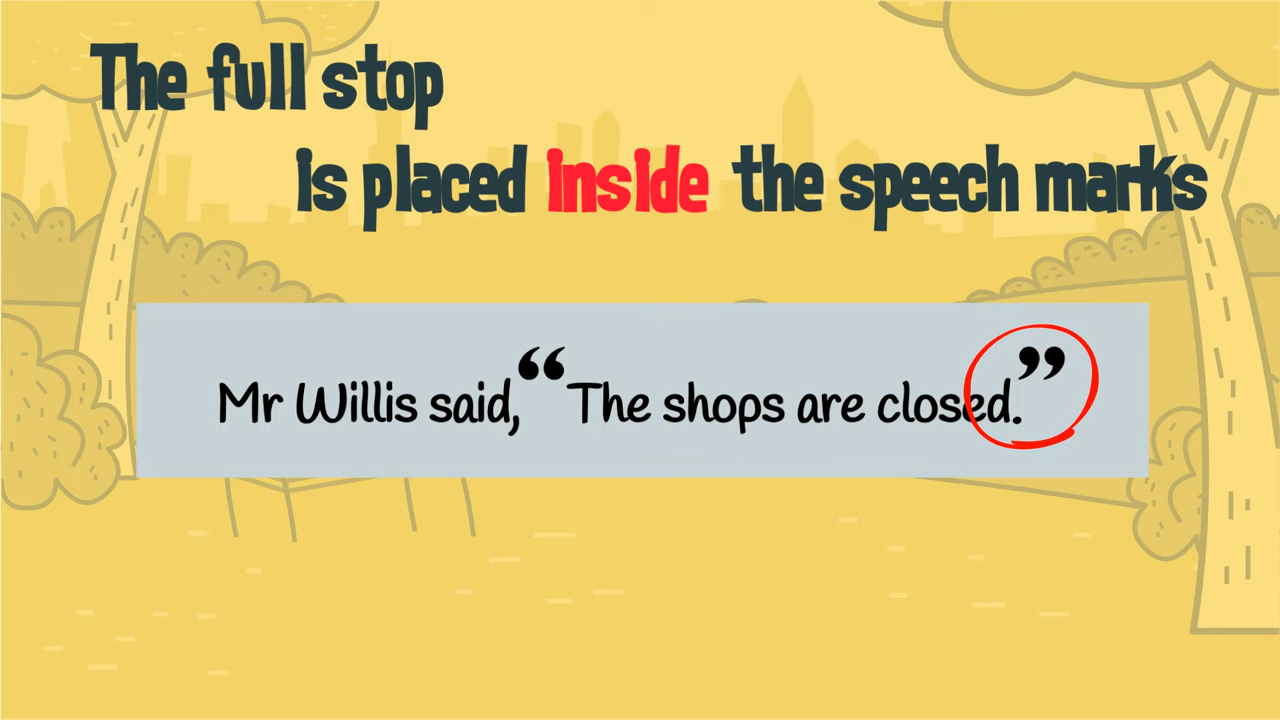 The full stop
is placed inside the speech marks
Mr Willis said, “The shops are closed.”